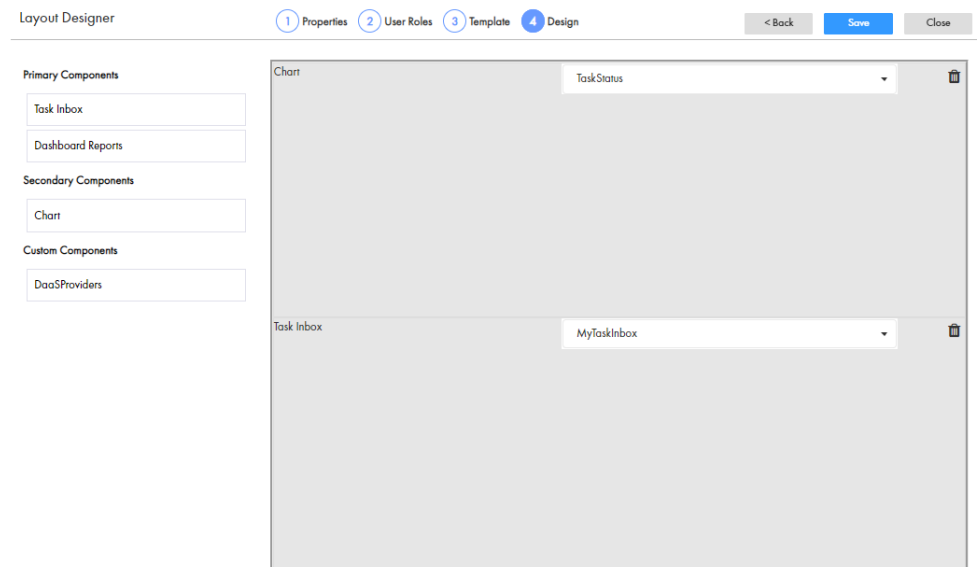 Layout Designer
1 Properties 2 User Roles 3 Template 4 Design
< Back Save Close
Primary Components
Task Inbox
Dashboard Reports
Secondary Components
Chart
Custom Components
DaaSProviders
Chart TaskStatus
Task Inbox MyTaskInbox